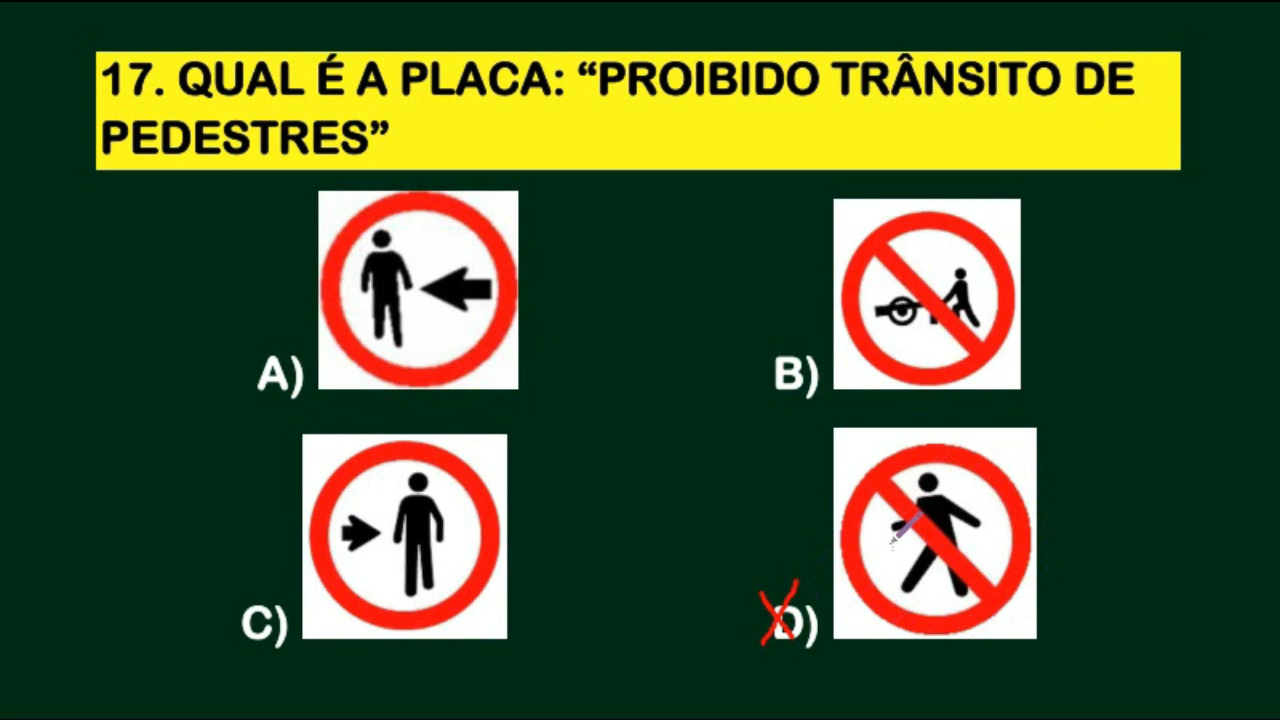 17. QUAL É A PLACA: “PROIBIDO TRÂNSITO DE
PEDESTRES”
A)
B)
C)
D)